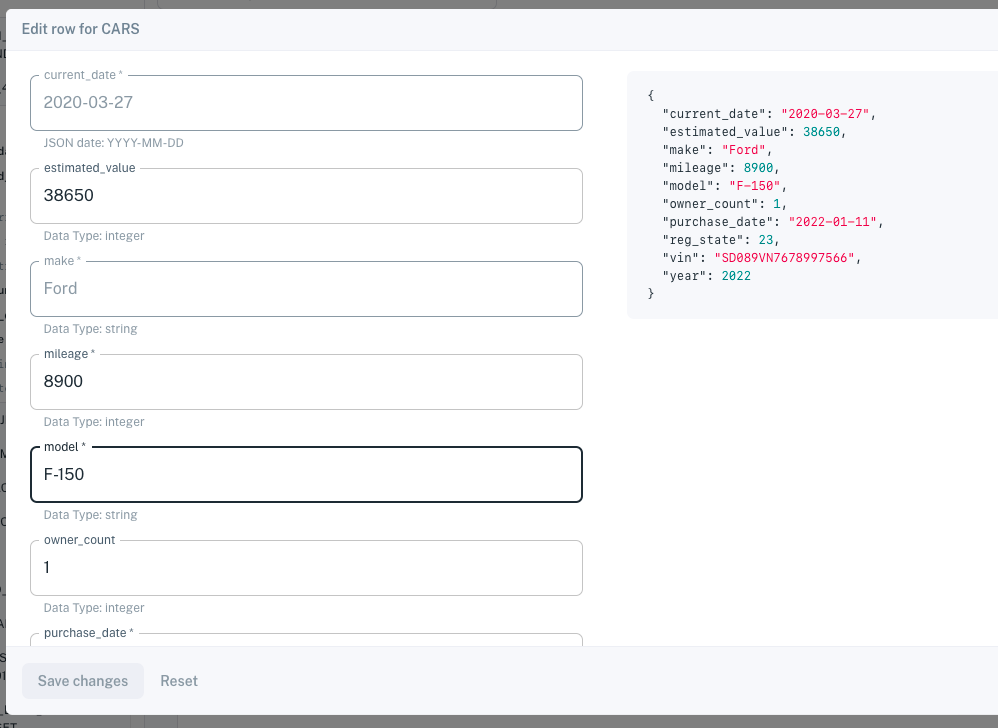 Edit row for CARS
current_date *
2020-03-27
JSON date: YYYY-MM-DD
estimated_value
38650
Data Type: integer
make *
Ford
Data Type: string
mileage *
8900
Data Type: integer
model *
F-150
Data Type: string
owner_count
1
Data Type: integer
purchase_date *
{
"current_date": "2020-03-27",
"estimated_value": 38650,
"make": "Ford",
"mileage": 8900,
"model": "F-150",
"owner_count": 1,
"purchase_date": "2022-01-11",
"reg_state": 23,
"vin": "SD089VN7678997566",
"year": 2022
}
Save changes Reset